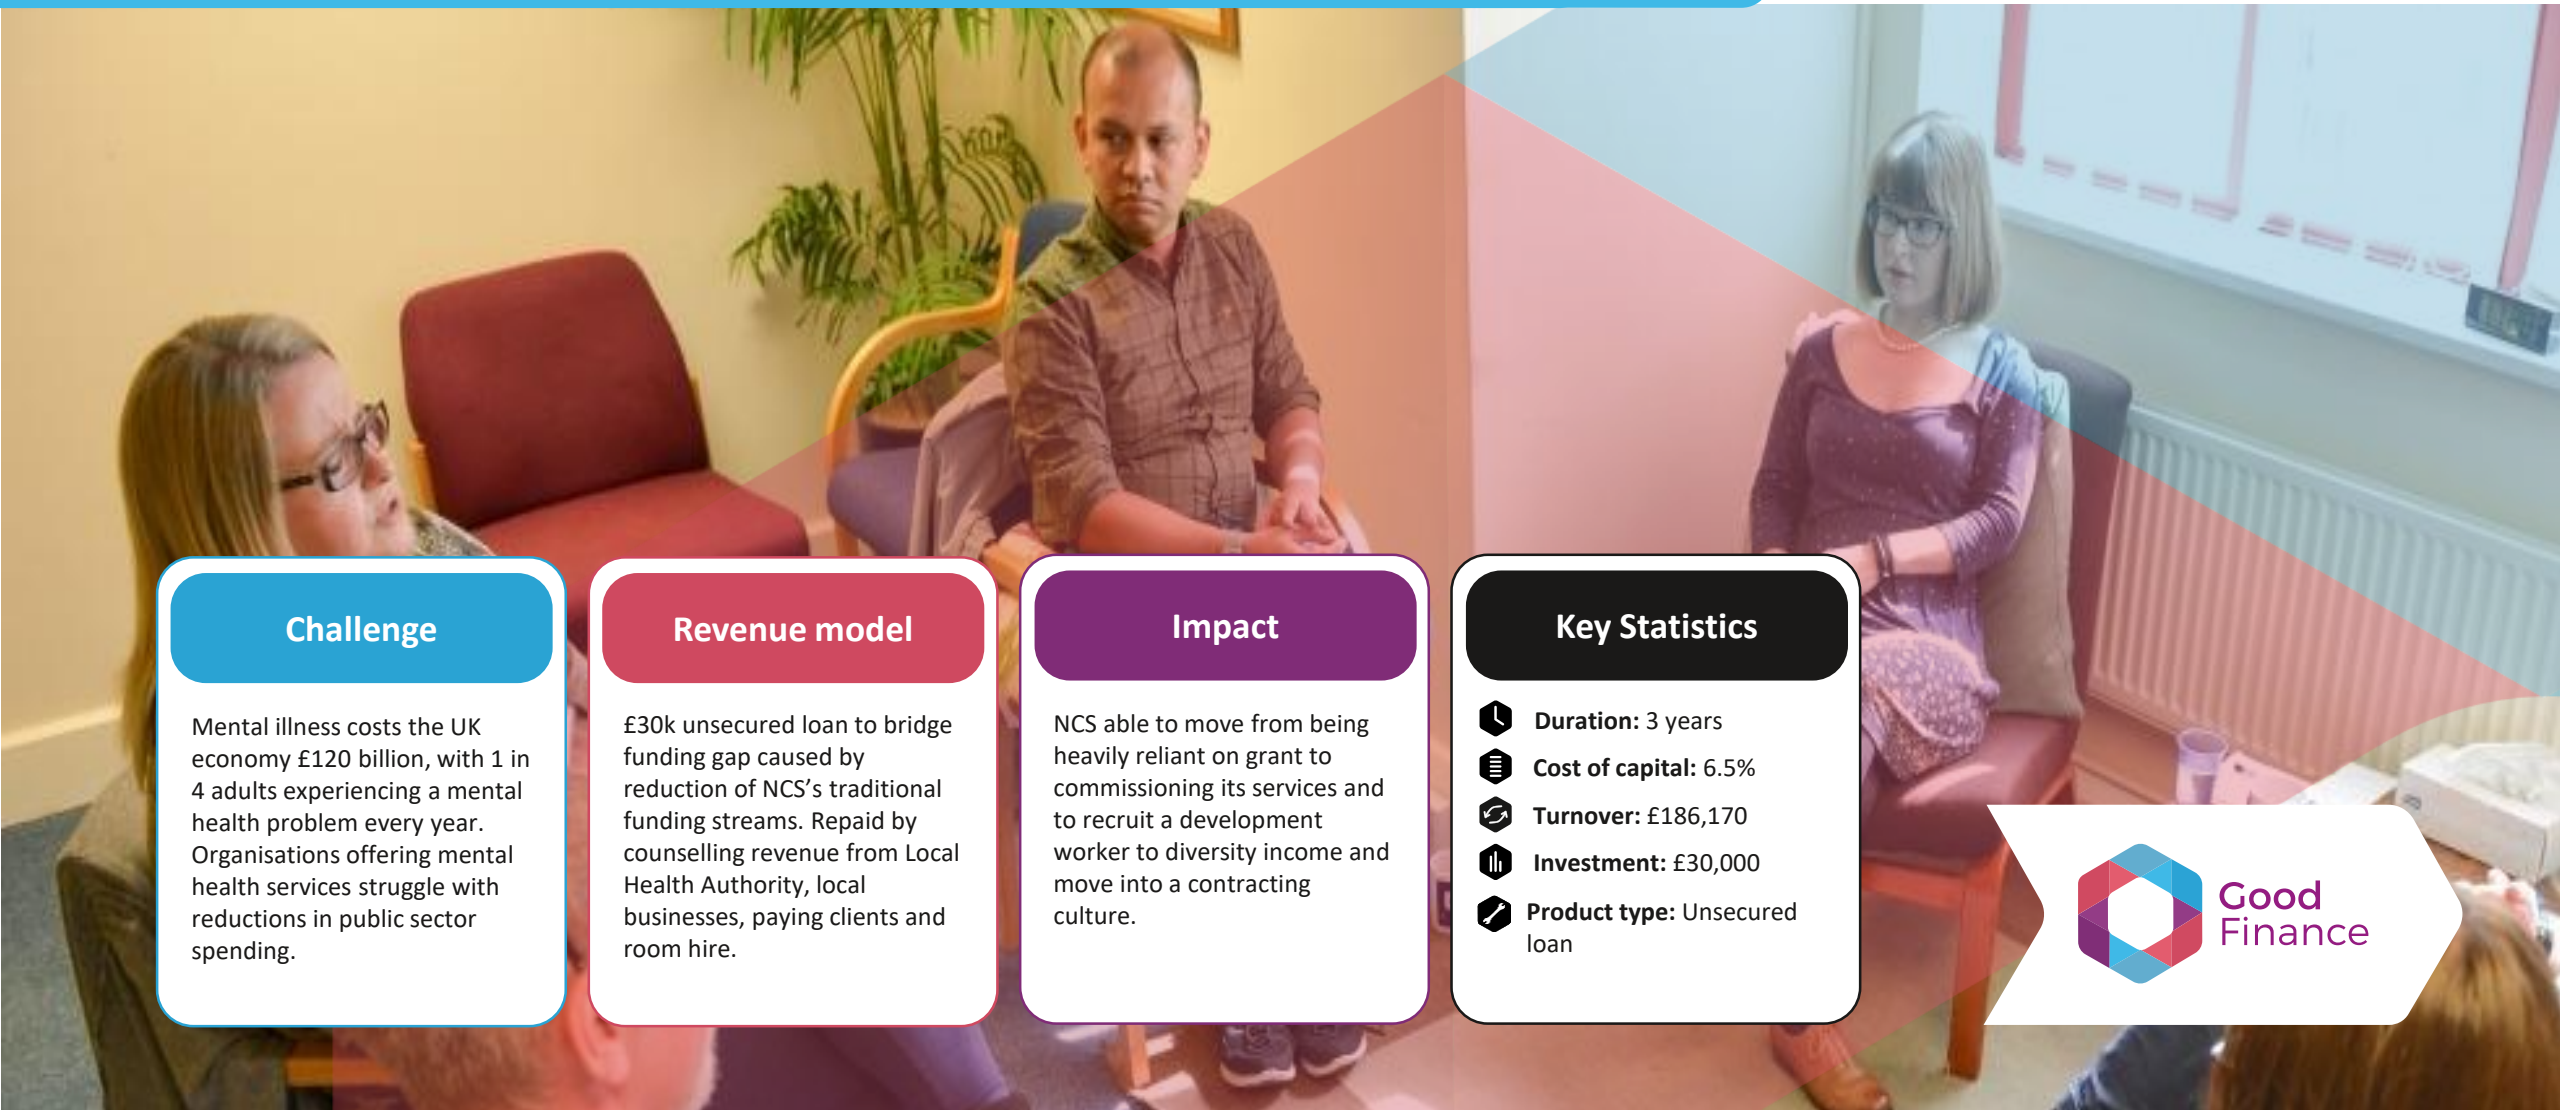 Challenge
Mental illness costs the UK
economy £120 billion, with 1 in
4 adults experiencing a mental
health problem every year.
Organisations offering mental
health services struggle with
reductions in public sector
spending.
Revenue model
£30k unsecured loan to bridge
funding gap caused by
reduction of NCS’s traditional
funding streams. Repaid by
counselling revenue from Local
Health Authority, local
businesses, paying clients and
room hire.
Impact
NCS able to move from being
heavily reliant on grant to
commissioning its services and
to recruit a development
worker to diversity income and
move into a contracting
culture.
Key Statistics
Duration: 3 years
Cost of capital: 6.5%
Turnover: £186,170
Investment: £30,000
Product type: Unsecured
loan
Good
Finance